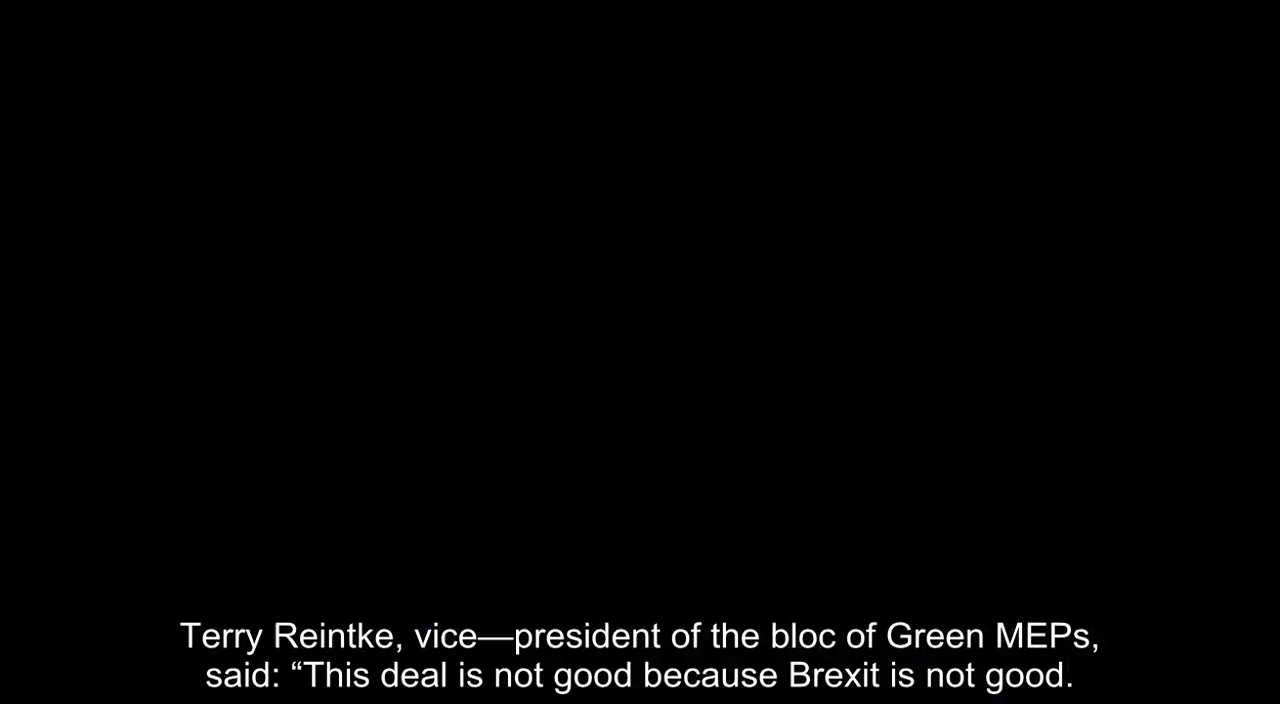 Terry Reintke, vice—president of the bloc of Green MEPs,
said: “This deal is not good because Brexit is not good.